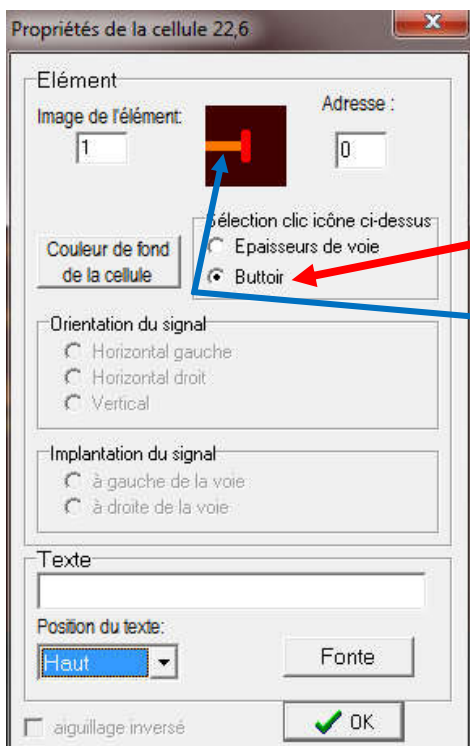 Propriétés de la cellule 22,6
Elément
Image de l'élément:
Adresse :
1
0
Sélection clic icône ci-dessus
Couleur de fond
de la cellule
Epaisseurs de voie
Buttoir
Orientation du signal
Horizontal gauche
Horizontal droit
Vertical
Implantation du signal
à gauche de la voie
à droite de la voie
Texte
Position du texte:
Haut
Fonte
aiguillage inversé
OK